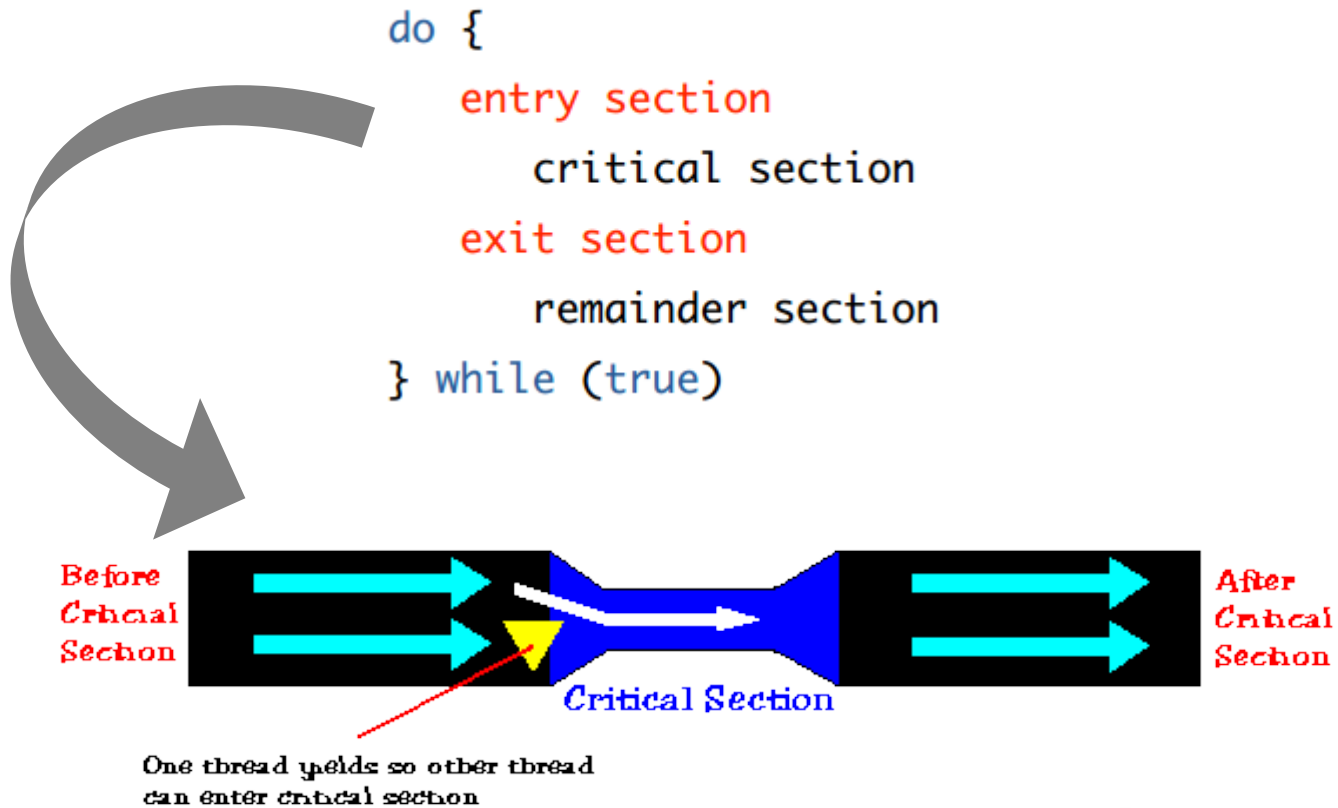 do {
entry section
critical section
exit section
remainder section
} while (true)
Before
Critical
Section
After
Critical
Section
Critical Section
One thread yields so other thread
can enter critical section